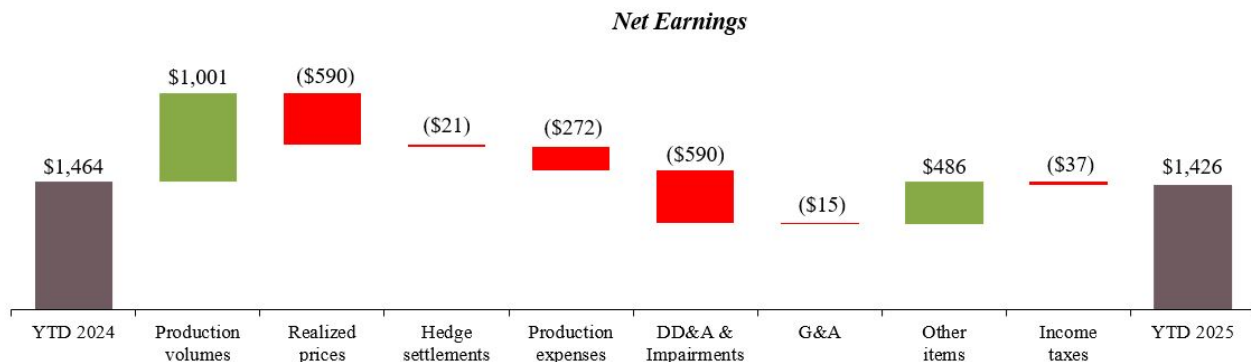 Net Earnings
$1,001
($590)
($21)
($272)
($590)
($15)
$486
($37)
$1,464
$1,426
YTD 2024
Production
volumes
Realized
prices
Hedge
settlements
Production
expenses
DD&A &
Impairments
G&A
Other
items
Income
taxes
YTD 2025